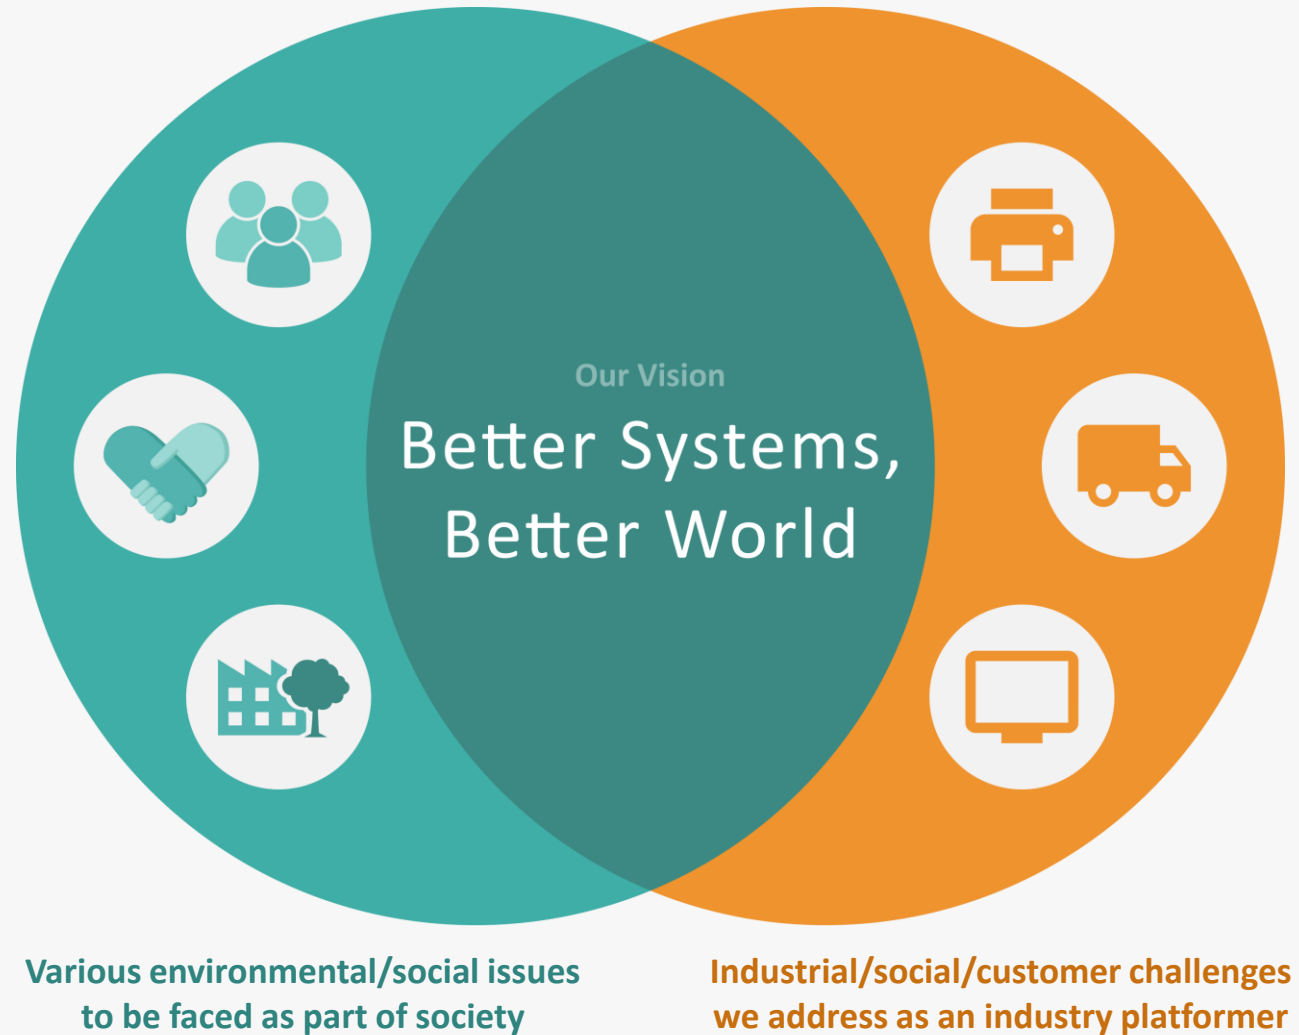 Our Vision
Better Systems,
Better World
Various environmental/social issues
to be faced as part of society
Industrial/social/customer challenges
we address as an industry platformer